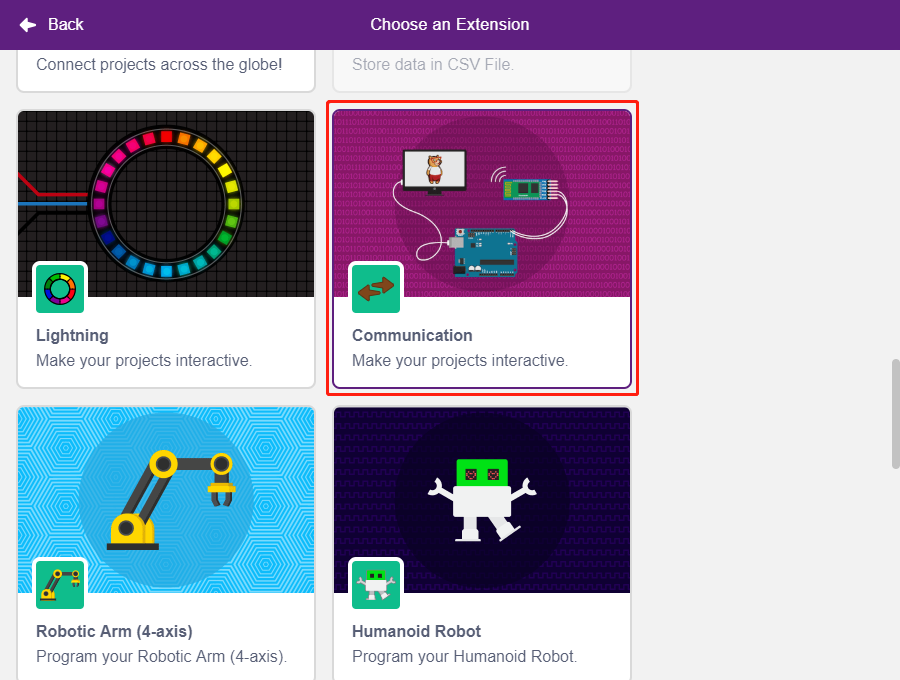 Back
Choose an Extension
Connect projects across the globe!
Store data in CSV File.
Lightning
Make your projects interactive.
Communication
Make your projects interactive.
Robotic Arm (4-axis)
Program your Robotic Arm (4-axis).
Humanoid Robot
Program your Humanoid Robot.